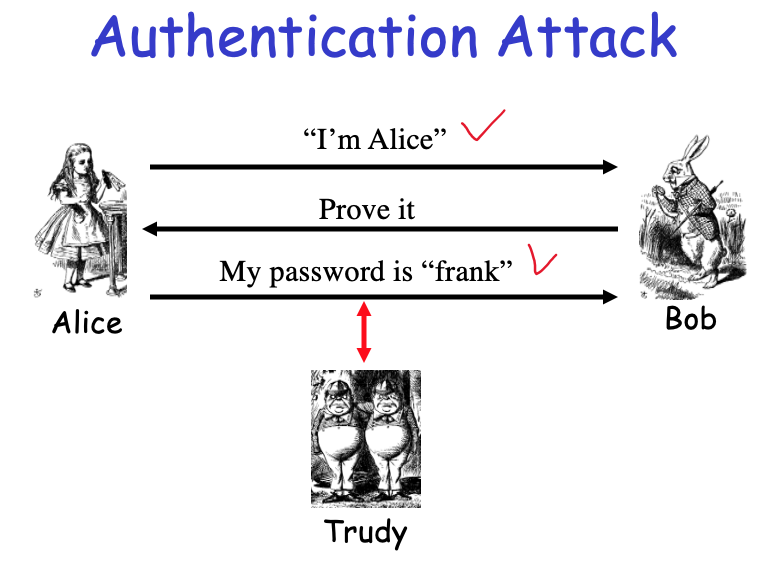 Authentication Attack
“I’m Alice”
Prove it
My password is “frank”
Alice
Bob
Trudy